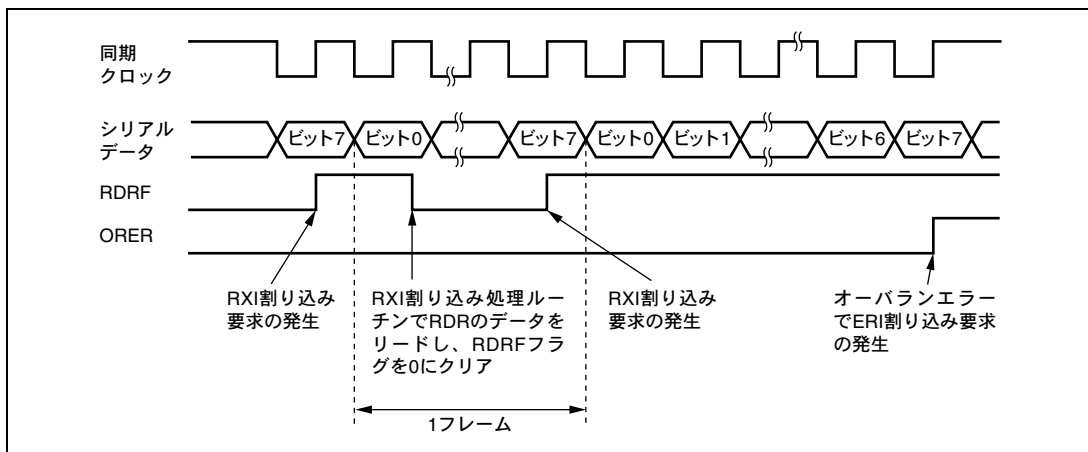 同期
クロック
シリアル
データ
ビット7
ビット0
ビット7
ビット0
ビット1
ビット6
ビット7
RDRF
ORER
RXI割り込み
要求の発生
RXI割り込み処理ルー
チンでRDRのデータを
リードし、RDRFフラ
グを0にクリア
RXI割り込み
要求の発生
オーバランエラー
でERI割り込み要求
の発生
1フレーム